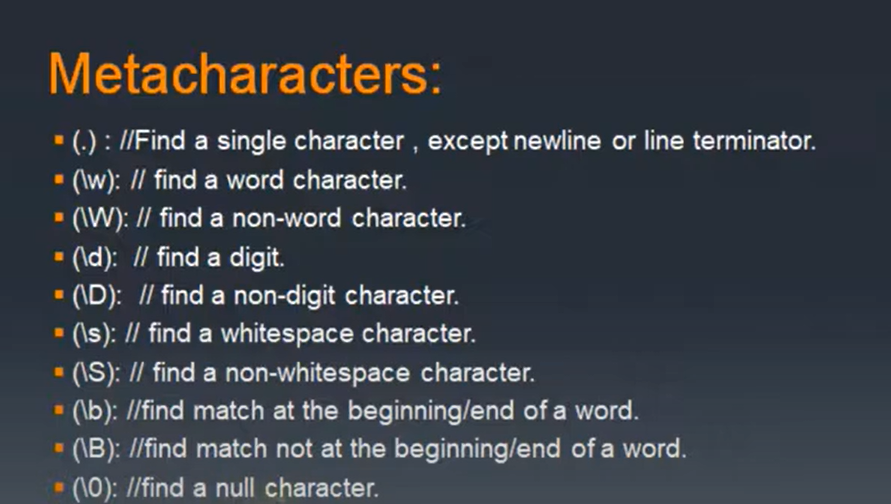 Metacharacters:
▪ (.) : //Find a single character , except newline or line terminator.
▪ (\w): // find a word character.
▪ (\W): // find a non-word character.
▪ (\d):  // find a digit.
▪ (\D):  // find a non-digit character.
▪ (\s): // find a whitespace character.
▪ (\S): // find a non-whitespace character.
▪ (\b): //find match at the beginning/end of a word.
▪ (\B): //find match not at the beginning/end of a word.
▪ (\0): //find a null character.